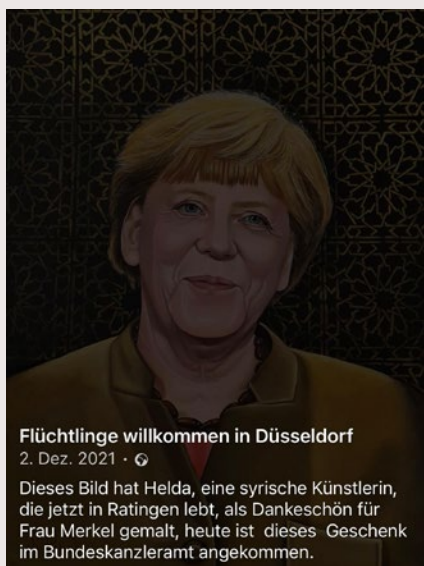 Flüchtlinge willkommen in Düsseldorf
2. Dez. 2021 ·
Dieses Bild hat Helda, eine syrische Künstlerin,
die jetzt in Ratingen lebt, als Dankeschön für
Frau Merkel gemalt, heute ist dieses Geschenk
im Bundeskanzleramt angekommen.